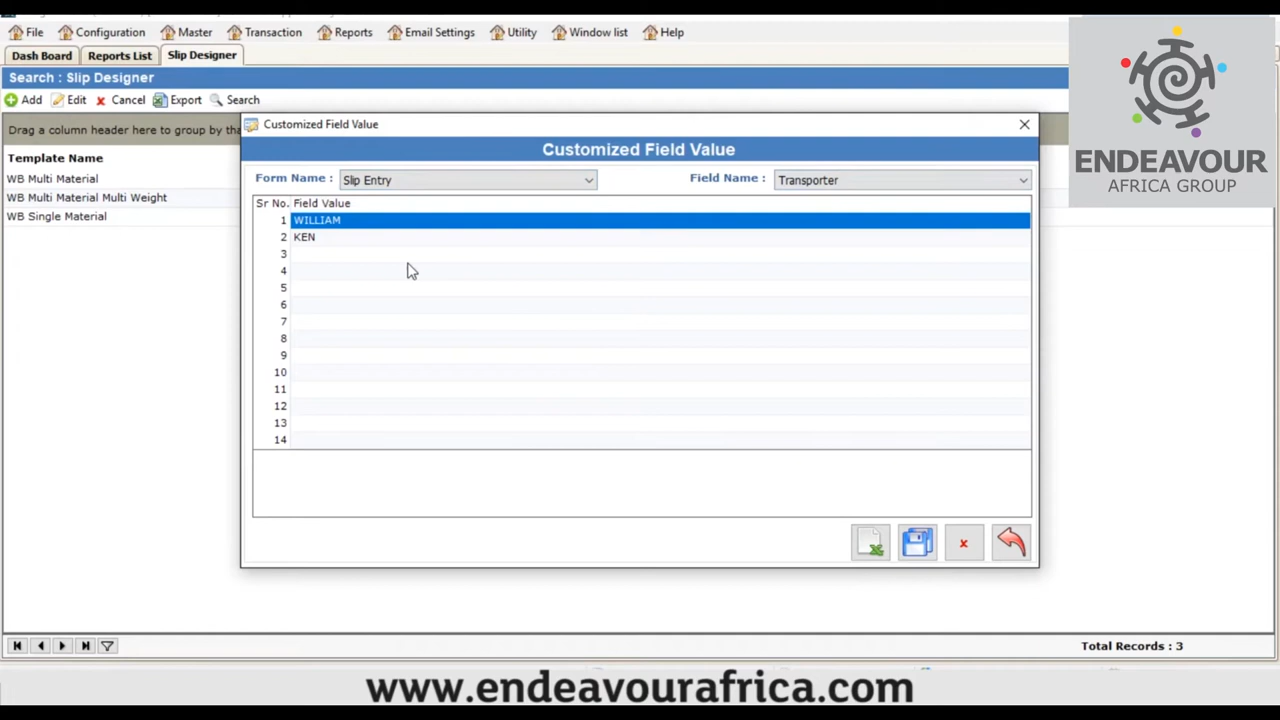 File Configuration Master Transaction Reports Email Settings Utility Window list Help
Dash Board Reports List Slip Designer
Search : Slip Designer
Add Edit x Cancel Export Search
Drag a column header here to group by tha
Template Name
WB Multi Material
WB Multi Material Multi Weight
WB Single Material
Customized Field Value
Customized Field Value
Form Name : Slip Entry Field Name : Transporter
Sr No. Field Value
1 WILLIAM
2 KEN
3
4
5
6
7
8
9
10
11
12
13
14
x
Total Records : 3
ENDEAVOUR
AFRICA GROUP
www.endeavourafrica.com